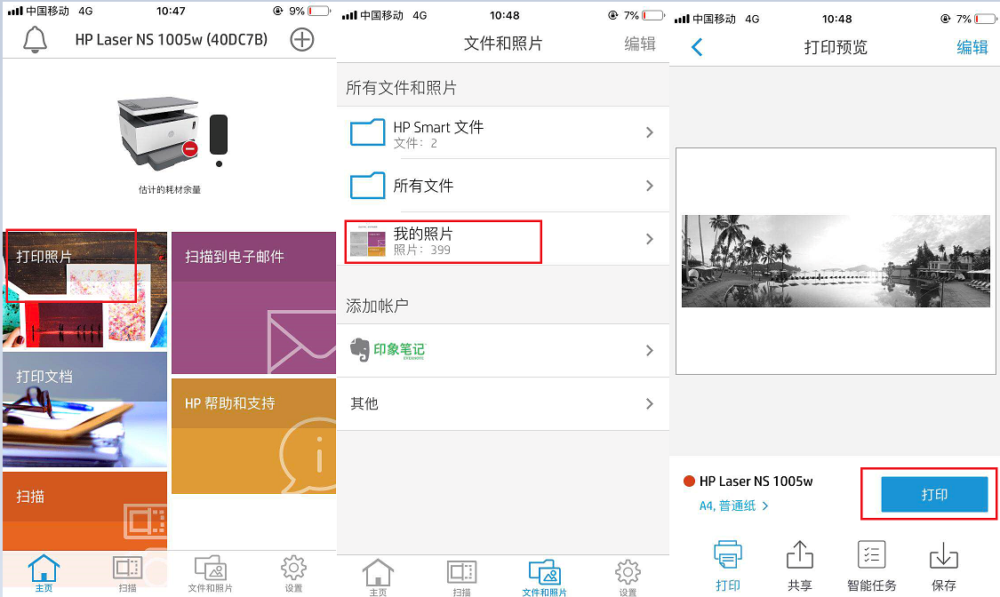 中国移动 4G 10:47 9%
HP Laser NS 1005w (40DC7B)
估计的耗材余量
打印照片
扫描到电子邮件
打印文档
HP 帮助和支持
扫描
主页 扫描 文件和照片 设置
中国移动 4G 10:48 7%
文件和照片 编辑
所有文件和照片
HP Smart 文件
文件：2
所有文件
我的照片
照片：399
添加帐户
印象笔记
EVERNOTE
其他
主页 扫描 文件和照片 设置
中国移动 4G 10:48 7%
打印预览 编辑
HP Laser NS 1005w
A4, 普通纸
打印
打印 共享 智能任务 保存